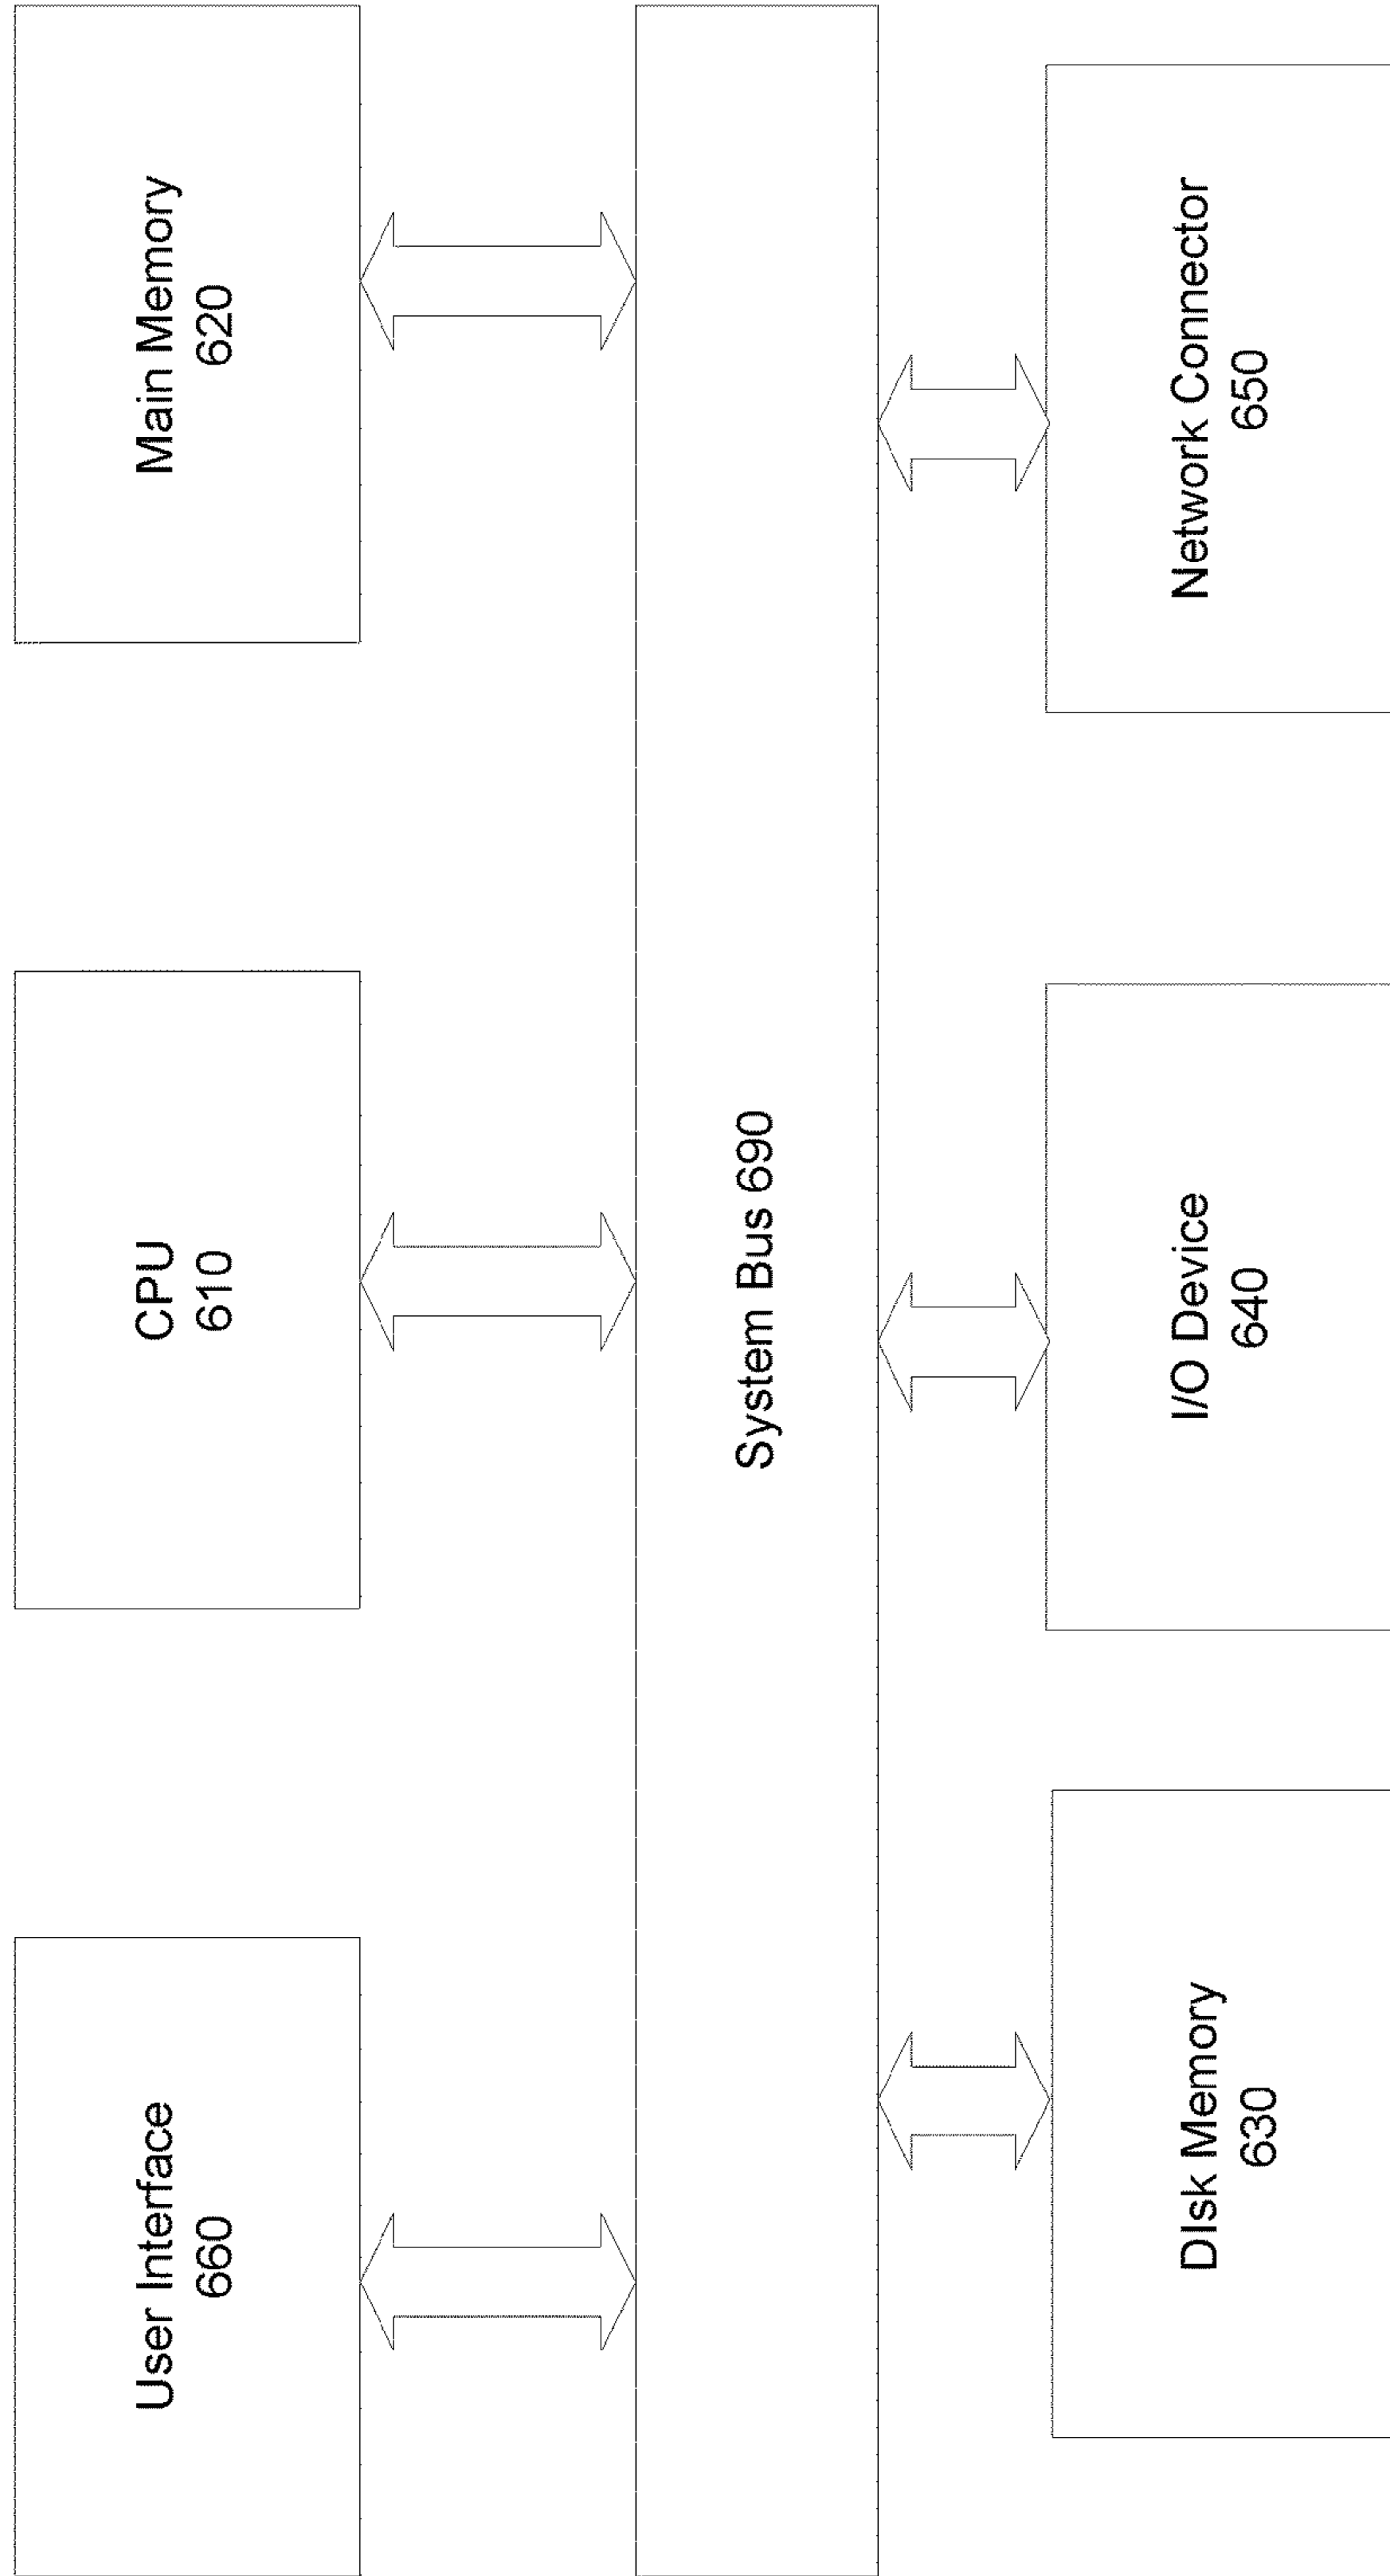 User Interface
660
CPU
610
Main Memory
620
System Bus 690
DIsk Memory
630
I/O Device
640
Network Connector
650